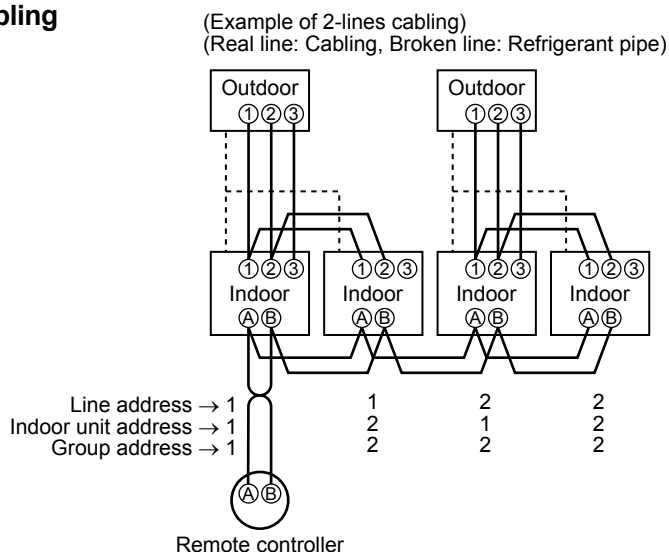 bling
(Example of 2-lines cabling)
(Real line: Cabling, Broken line: Refrigerant pipe)
Outdoor Outdoor
①②③ ①②③
①②③ ①②③ ①②③ ①②③
Indoor Indoor Indoor Indoor
ⒶⒷ ⒶⒷ ⒶⒷ ⒶⒷ
Line address → 1 1 2 2
Indoor unit address → 1 2 1 2
Group address → 1 2 2 2
ⒶⒷ
Remote controller